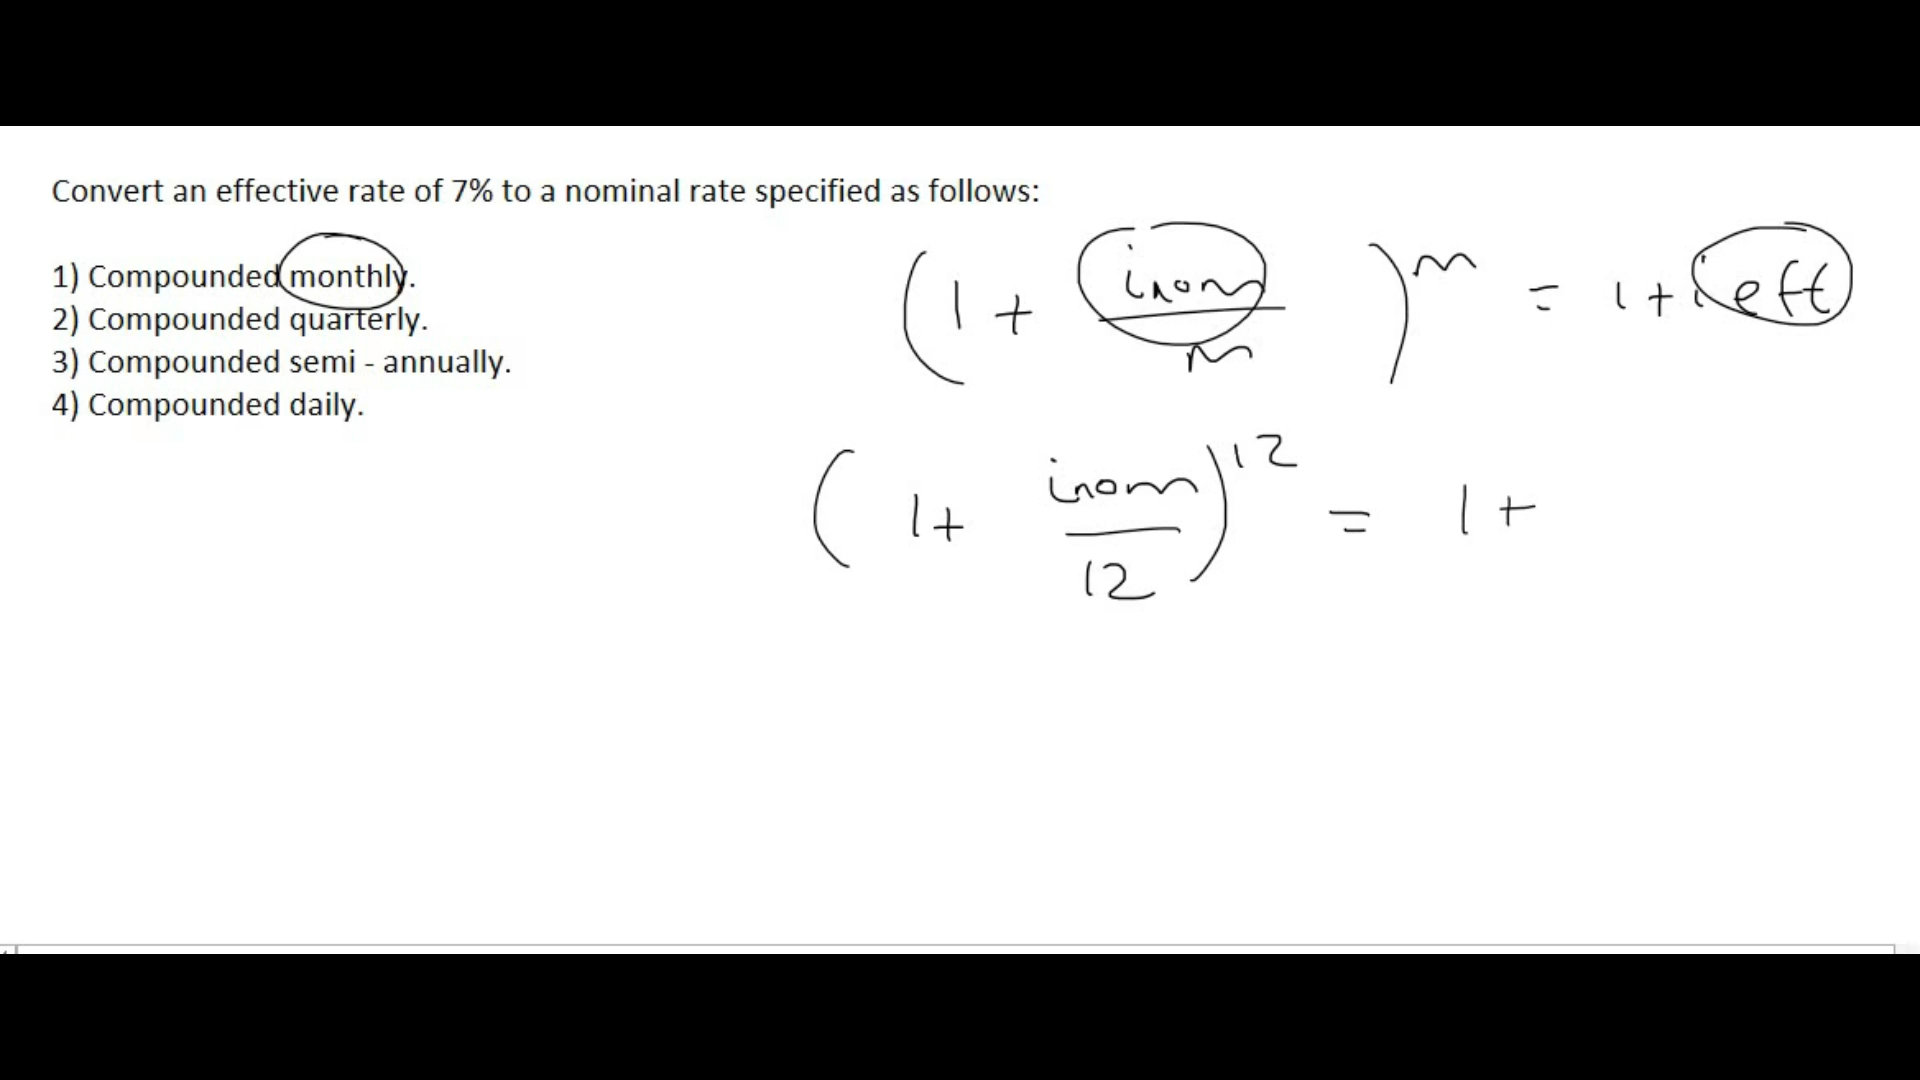 Convert an effective rate of 7% to a nominal rate specified as follows:
1) Compounded monthly.
2) Compounded quarterly.
3) Compounded semi - annually.
4) Compounded daily.
(1 + inom/m)^m = 1 + ieff
(1 + inom/12)^12 = 1 +